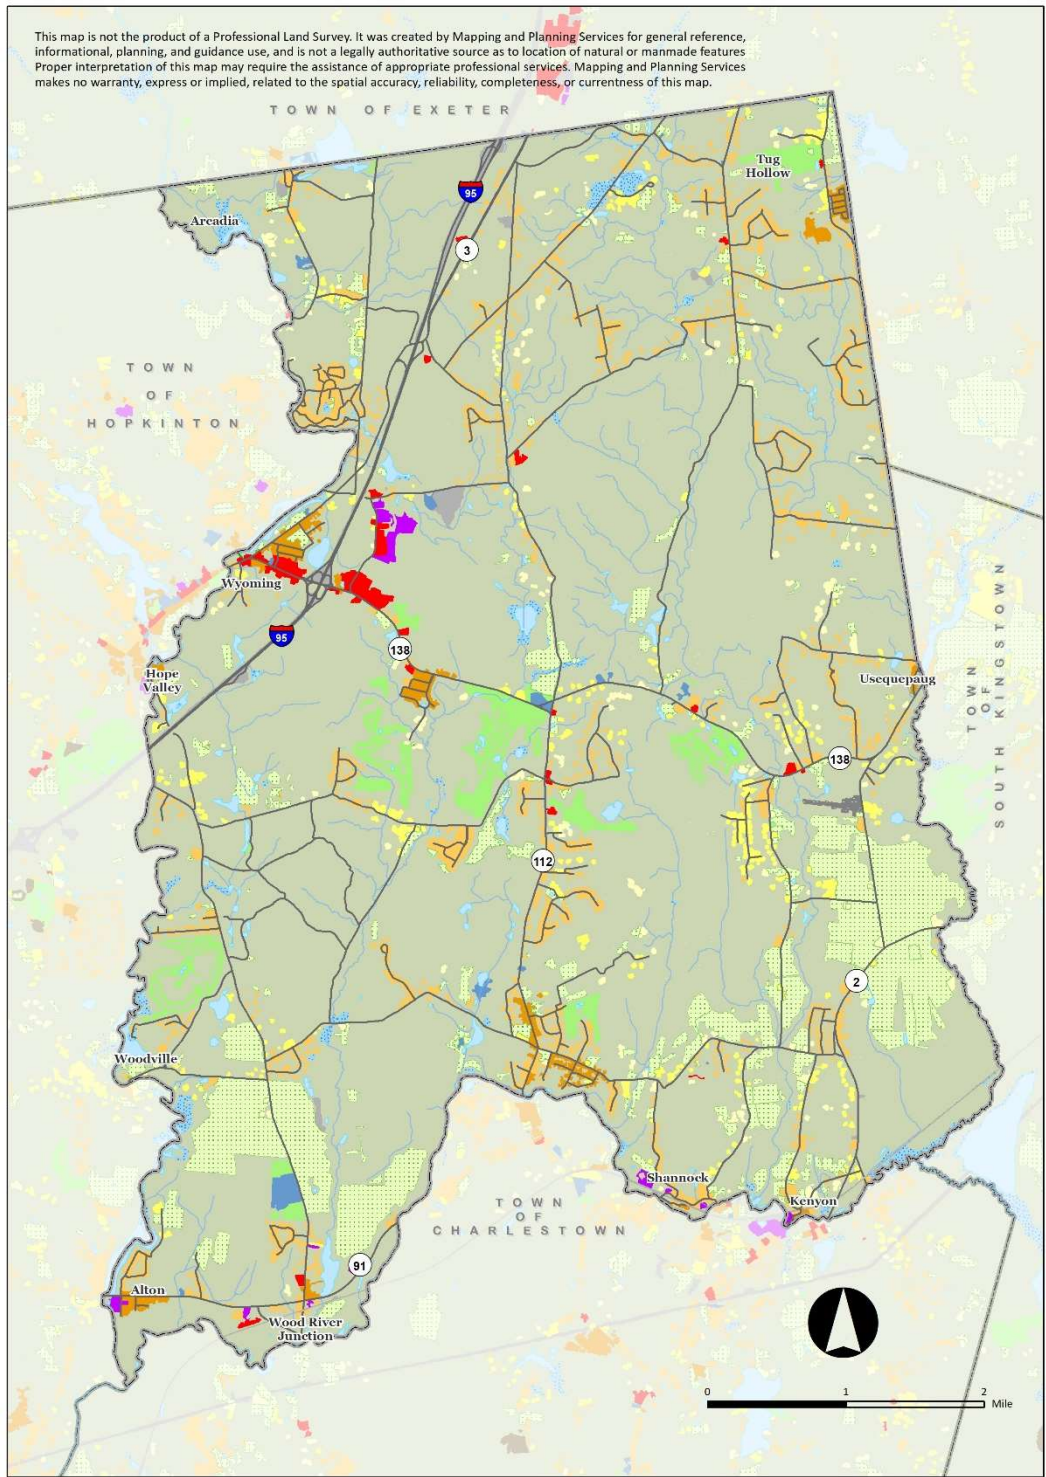 This map is not the product of a Professional Land Survey. It was created by Mapping and Planning Services for general reference,
informational, planning, and guidance use, and is not a legally authoritative source as to location of natural or manmade features
Proper interpretation of this map may require the assistance of appropriate professional services. Mapping and Planning Services
makes no warranty, express or implied, related to the spatial accuracy, reliability, completeness, or currentness of this map.
TOWN OF EXETER
Tug
Hollow
95
Arcadia
3
TOWN
OF
HOPKINTON
Wyoming
95
138
Hope
Valley
Usequepaug
TOWN
OF
SOUTH KINGSTOWN
138
112
2
Woodville
Shannock
Kenyon
TOWN
OF
CHARLESTOWN
91
Alton
Wood River
Junction
0 1 2
Mile